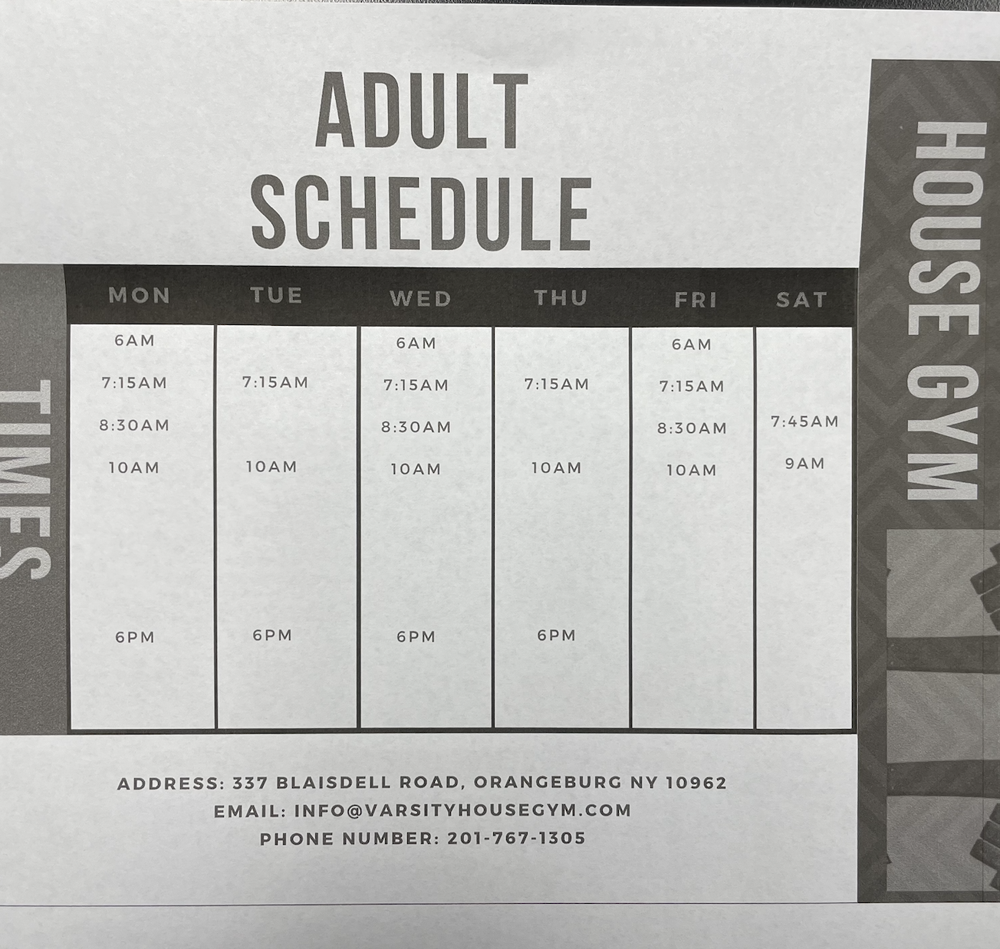 ADULT
SCHEDULE
MON TUE WED THU FRI SAT
6AM 6AM 6AM
7:15AM 7:15AM 7:15AM 7:15AM 7:15AM
8:30AM 8:30AM 8:30AM 7:45AM
10AM 10AM 10AM 10AM 10AM 9AM
6PM 6PM 6PM 6PM
TIMES
HOUSE GYM
ADDRESS: 337 BLAISDELL ROAD, ORANGEBURG NY 10962
EMAIL: INFO@VARSITYHOUSEGYM.COM
PHONE NUMBER: 201-767-1305